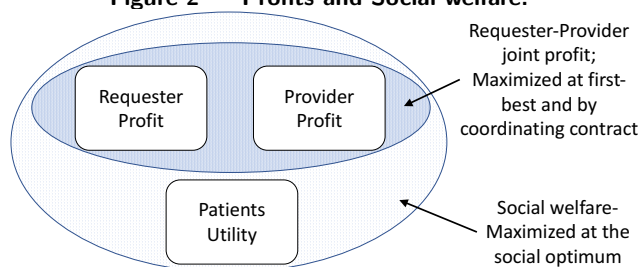 Figure 2 Profits and Social welfare.
Requester-Provider
joint profit;
Maximized at first-
best and by
coordinating contract
Requester
Profit
Provider
Profit
Patients
Utility
Social welfare-
Maximized at the
social optimum